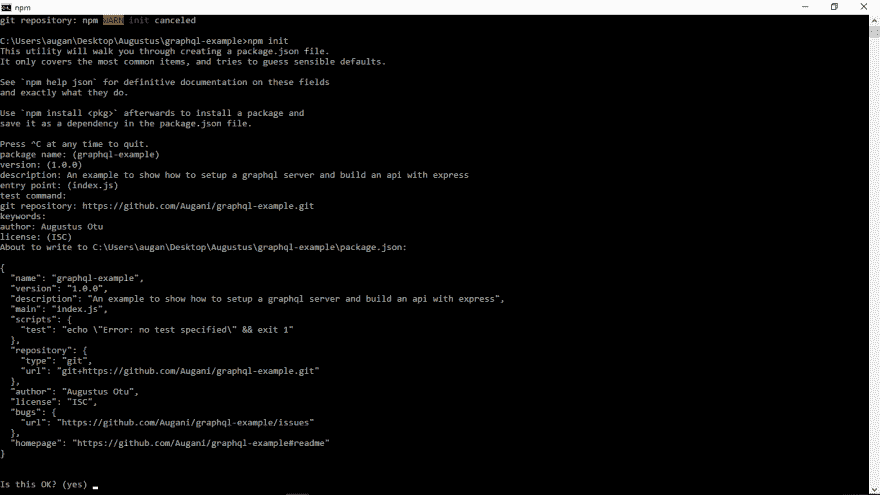 npm
git repository: npm WARN init canceled
C:\Users\augan\Desktop\Augustus\graphql-example>npm init
This utility will walk you through creating a package.json file.
It only covers the most common items, and tries to guess sensible defaults.
See `npm help json` for definitive documentation on these fields
and exactly what they do.
Use `npm install <pkg>` afterwards to install a package and
save it as a dependency in the package.json file.
Press ^C at any time to quit.
package name: (graphql-example)
version: (1.0.0)
description: An example to show how to setup a graphql server and build an api with express
entry point: (index.js)
test command:
git repository: https://github.com/Augani/graphql-example.git
keywords:
author: Augustus Otu
license: (ISC)
About to write to C:\Users\augan\Desktop\Augustus\graphql-example\package.json:
{
  "name": "graphql-example",
  "version": "1.0.0",
  "description": "An example to show how to setup a graphql server and build an api with express",
  "main": "index.js",
  "scripts": {
    "test": "echo \"Error: no test specified\" && exit 1"
  },
  "repository": {
    "type": "git",
    "url": "git+https://github.com/Augani/graphql-example.git"
  },
  "author": "Augustus Otu",
  "license": "ISC",
  "bugs": {
    "url": "https://github.com/Augani/graphql-example/issues"
  },
  "homepage": "https://github.com/Augani/graphql-example#readme"
}
Is this OK? (yes)